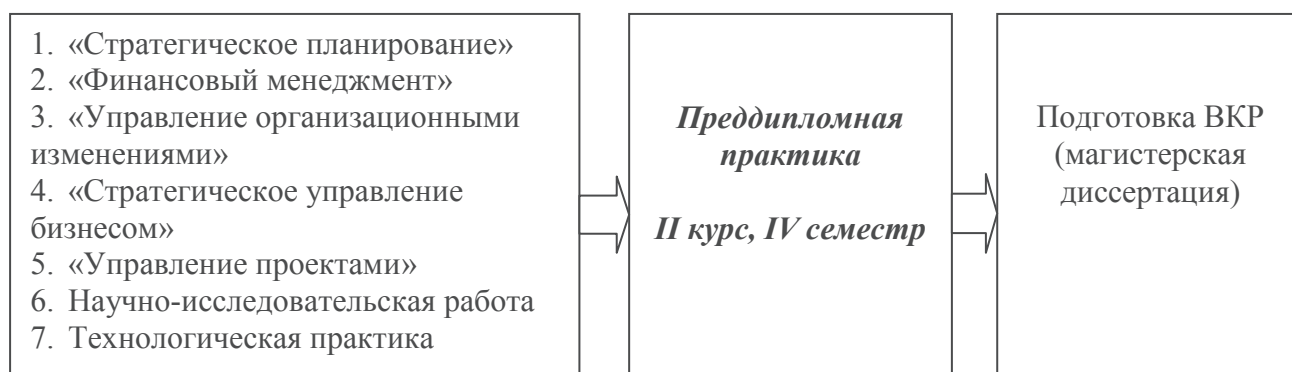 1. «Стратегическое планирование»
2. «Финансовый менеджмент»
3. «Управление организационными
изменениями»
4. «Стратегическое управление
бизнесом»
5. «Управление проектами»
6. Научно-исследовательская работа
7. Технологическая практика
Преддипломная
практика
II курс, IV семестр
Подготовка ВКР
(магистерская
диссертация)